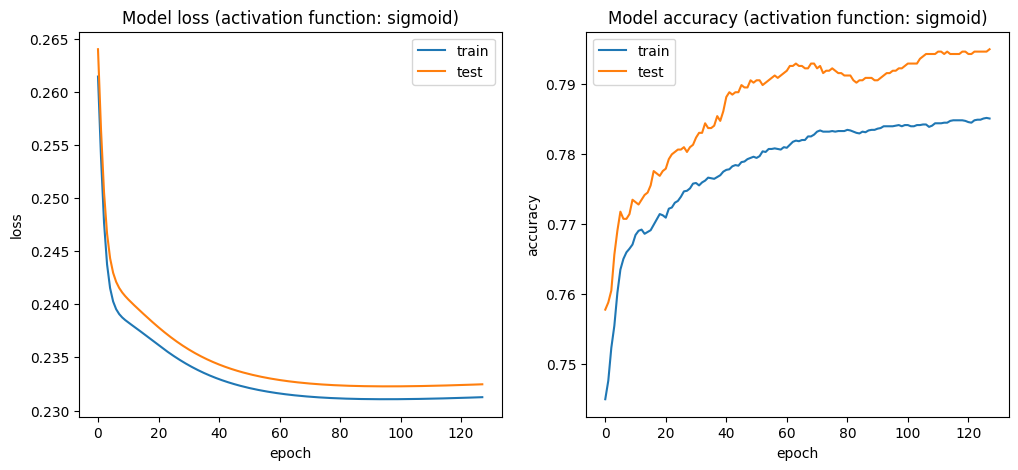 Model loss (activation function: sigmoid)
0.265
0.260
0.255
0.250
0.245
0.240
0.235
0.230
loss
train
test
0 20 40 60 80 100 120
epoch
Model accuracy (activation function: sigmoid)
train
test
0.79
0.78
0.77
0.76
0.75
accuracy
0 20 40 60 80 100 120
epoch